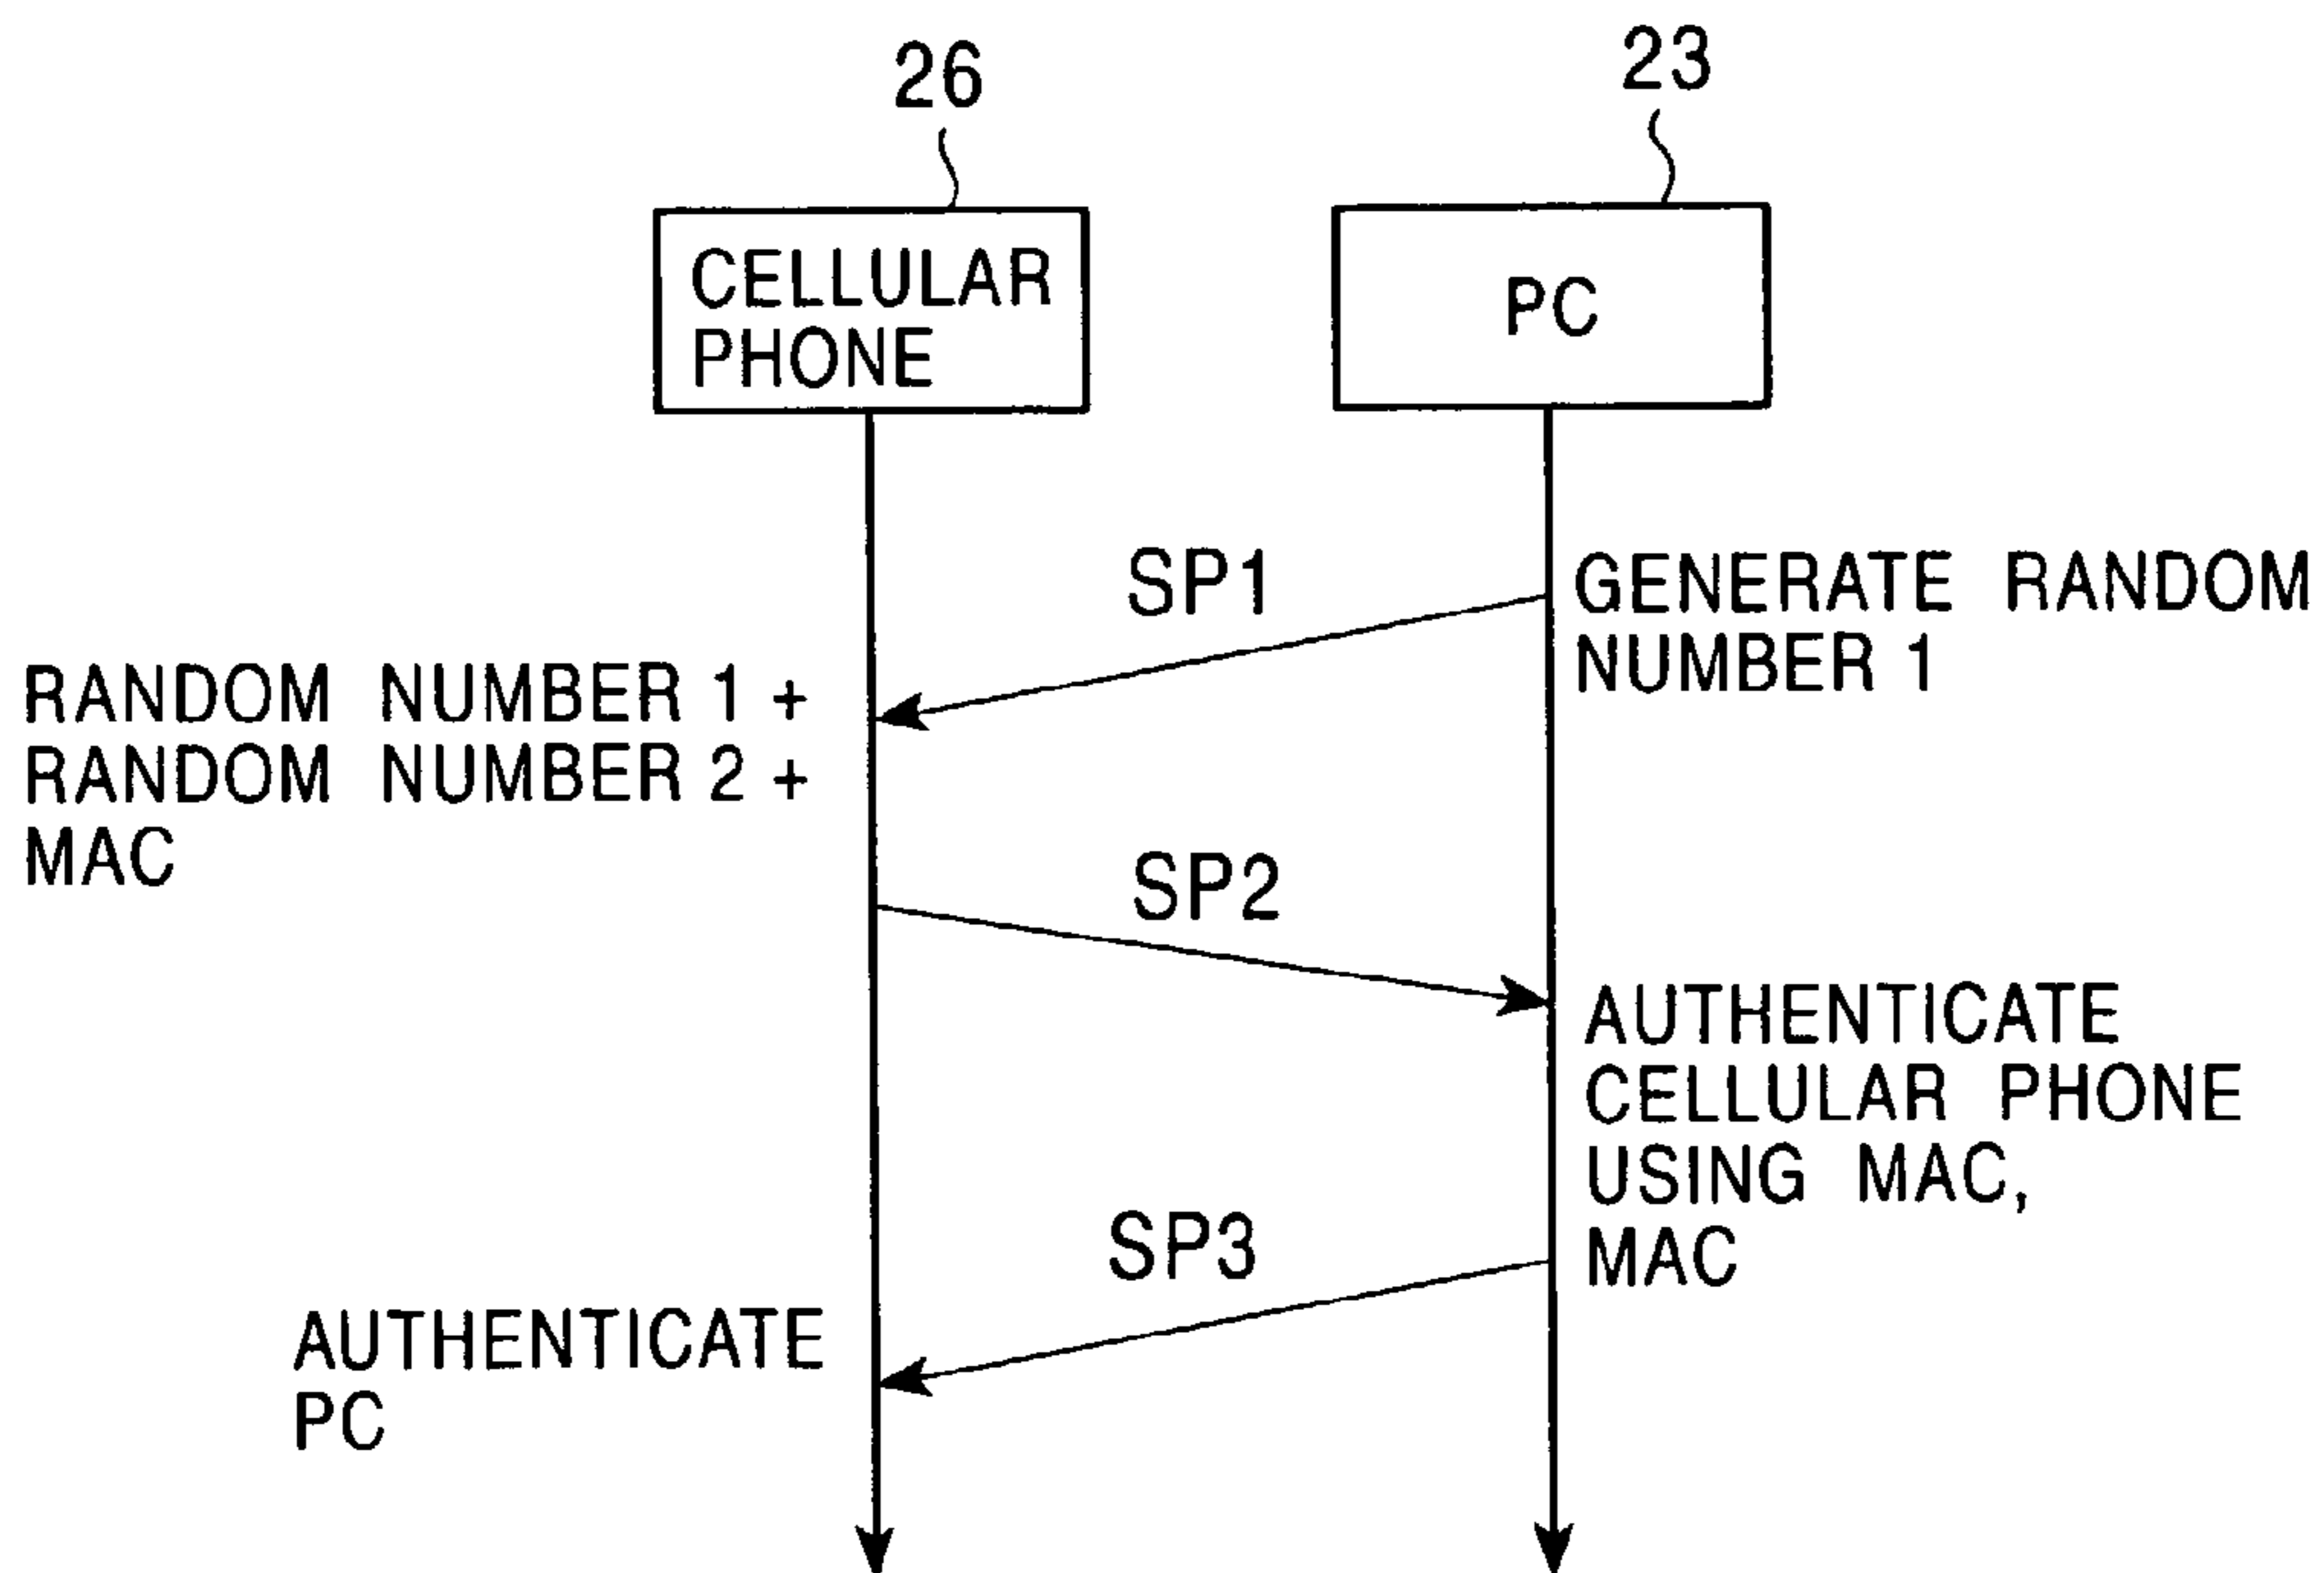 26
23
CELLULAR
PHONE
PC
SP1
GENERATE RANDOM
NUMBER 1
RANDOM NUMBER 1 +
RANDOM NUMBER 2 +
MAC
SP2
AUTHENTICATE
CELLULAR PHONE
USING MAC,
MAC
SP3
AUTHENTICATE
PC